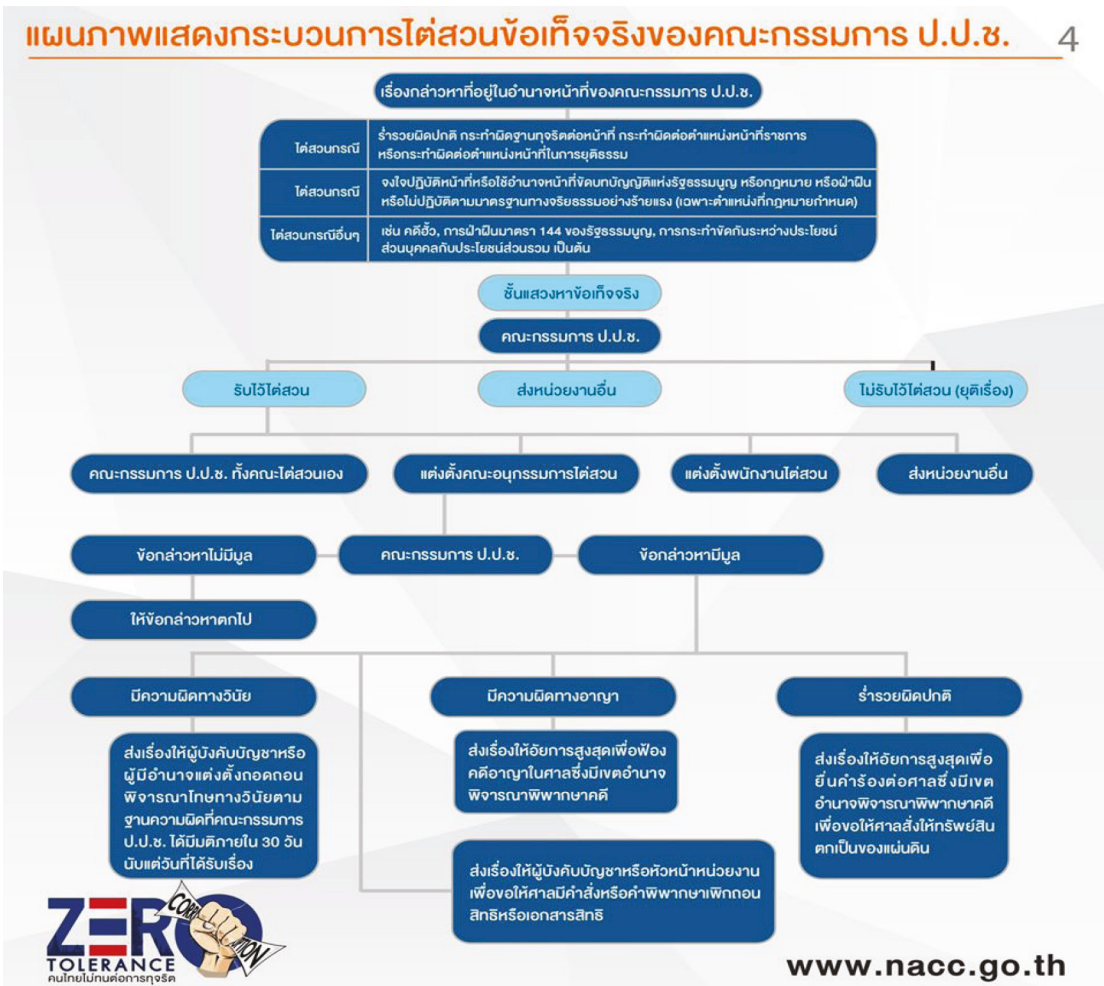 แผนภาพแสดงกระบวนการไต่สวนข้อเท็จจริงของคณะกรรมการ ป.ป.ช.
4
เรื่องกล่าวหาที่อยู่ในอำนาจหน้าที่ของคณะกรรมการ ป.ป.ช.
ไต่สวนกรณี
ร่ำรวยผิดปกติ กระทำผิดฐานทุจริตต่อหน้าที่ กระทำผิดต่อตำแหน่งหน้าที่ราชการ
หรือกระทำผิดต่อตำแหน่งหน้าที่ในการยุติธรรม
ไต่สวนกรณี
จงใจปฏิบัติหน้าที่หรือใช้อำนาจหน้าที่ขัดบทบัญญัติแห่งรัฐธรรมนูญ หรือกฎหมาย หรือฝ่าฝืน
หรือไม่ปฏิบัติตามมาตรฐานทางจริยธรรมอย่างร้ายแรง (เฉพาะตำแหน่งที่กฎหมายกำหนด)
ไต่สวนกรณีอื่นๆ
เช่น คดีฮั้ว, การฝ่าฝืนมาตรา 144 ของรัฐธรรมนูญ, การกระทำขัดกันระหว่างประโยชน์
ส่วนบุคคลกับประโยชน์ส่วนรวม เป็นต้น
ชั้นแสวงหาข้อเท็จจริง
คณะกรรมการ ป.ป.ช.
รับไว้ไต่สวน
ส่งหน่วยงานอื่น
ไม่รับไว้ไต่สวน (ยุติเรื่อง)
คณะกรรมการ ป.ป.ช. ทั้งคณะไต่สวนเอง
แต่งตั้งคณะอนุกรรมการไต่สวน
แต่งตั้งพนักงานไต่สวน
ส่งหน่วยงานอื่น
ข้อกล่าวหาไม่มีมูล
คณะกรรมการ ป.ป.ช.
ข้อกล่าวหามีมูล
ให้ข้อกล่าวหาตกไป
มีความผิดทางวินัย
มีความผิดทางอาญา
ร่ำรวยผิดปกติ
ส่งเรื่องให้ผู้บังคับบัญชาหรือ
ผู้มีอำนาจแต่งตั้งถอดถอน
พิจารณาโทษทางวินัยตาม
ฐานความผิดที่คณะกรรมการ
ป.ป.ช. ได้มีมติภายใน 30 วัน
นับแต่วันที่ได้รับเรื่อง
ส่งเรื่องให้อัยการสูงสุดเพื่อฟ้อง
คดีอาญาในศาลซึ่งมีเขตอำนาจ
พิจารณาพิพากษาคดี
ส่งเรื่องให้อัยการสูงสุดเพื่อ
ยื่นคำร้องต่อศาลซึ่งมีเขต
อำนาจพิจารณาพิพากษาคดี
เพื่อขอให้ศาลสั่งให้ทรัพย์สิน
ตกเป็นของแผ่นดิน
ส่งเรื่องให้ผู้บังคับบัญชาหรือหัวหน้าหน่วยงาน
เพื่อขอให้ศาลมีคำสั่งหรือคำพิพากษาเพิกถอน
สิทธิหรือเอกสารสิทธิ
ZERO
TOLERANCE
คนไทยไม่ทนต่อการทุจริต
www.nacc.go.th